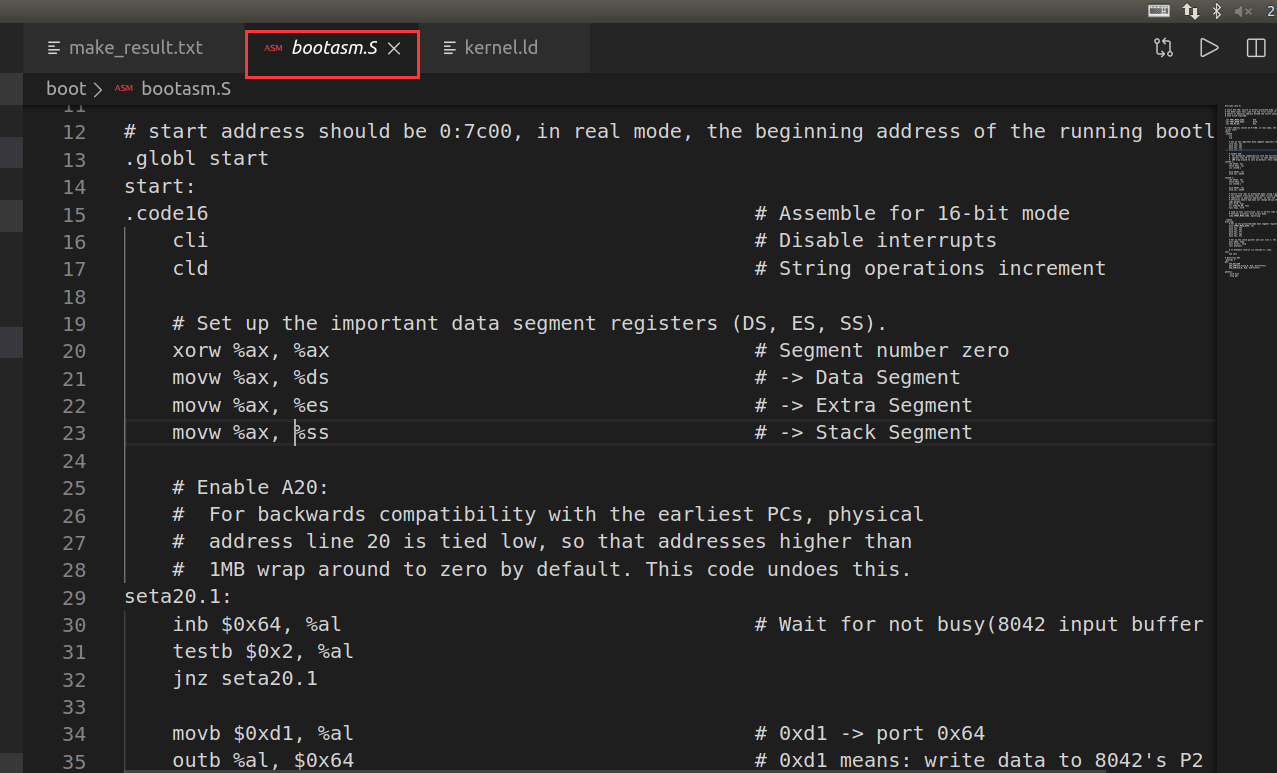 2
make_result.txt
ASM bootasm.S
kernel.ld
boot > ASM bootasm.S
11
12 # start address should be 0:7c00, in real mode, the beginning address of the running bootl
13 .globl start
14 start:
15 .code16 # Assemble for 16-bit mode
16 cli # Disable interrupts
17 cld # String operations increment
18
19 # Set up the important data segment registers (DS, ES, SS).
20 xorw %ax, %ax # Segment number zero
21 movw %ax, %ds # -> Data Segment
22 movw %ax, %es # -> Extra Segment
23 movw %ax, %ss # -> Stack Segment
24
25 # Enable A20:
26 #  For backwards compatibility with the earliest PCs, physical
27 #  address line 20 is tied low, so that addresses higher than
28 #  1MB wrap around to zero by default. This code undoes this.
29 seta20.1:
30 inb $0x64, %al # Wait for not busy(8042 input buffer
31 testb $0x2, %al
32 jnz seta20.1
33
34 movb $0xd1, %al # 0xd1 -> port 0x64
35 outb %al, $0x64 # 0xd1 means: write data to 8042's P2